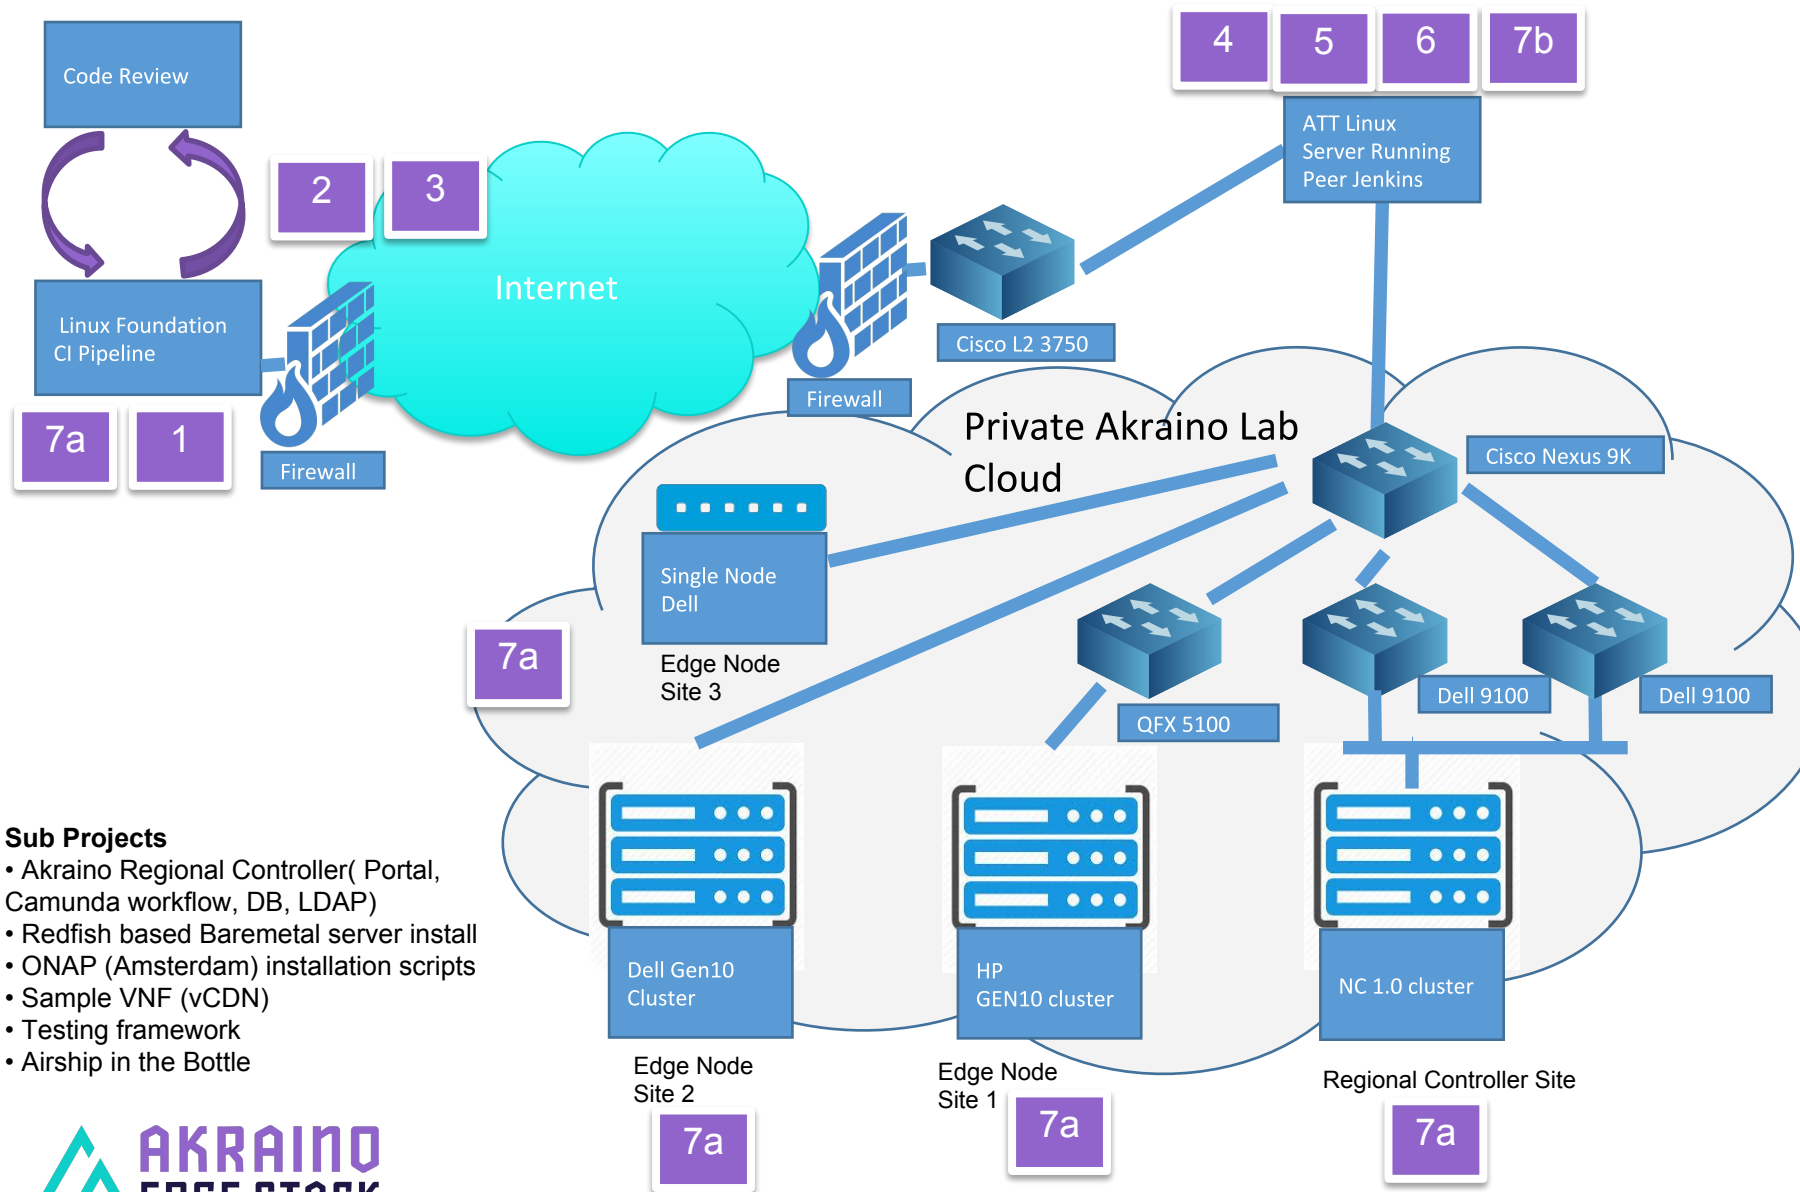 4
5
6
7b
Code Review
ATT Linux
Server Running
Peer Jenkins
2
3
Internet
Linux Foundation
CI Pipeline
Cisco L2 3750
Firewall
7a
1
Firewall
Private Akraino Lab
Cloud
Cisco Nexus 9K
Single Node
Dell
7a
Edge Node
Site 3
QFX 5100
Dell 9100
Dell 9100
Sub Projects
• Akraino Regional Controller( Portal,
Camunda workflow, DB, LDAP)
• Redfish based Baremetal server install
• ONAP (Amsterdam) installation scripts
• Sample VNF (vCDN)
• Testing framework
• Airship in the Bottle
Dell Gen10
Cluster
HP
GEN10 cluster
NC 1.0 cluster
Edge Node
Site 2
7a
Edge Node
Site 1
7a
Regional Controller Site
7a
AKRAINO
EDGE STACK